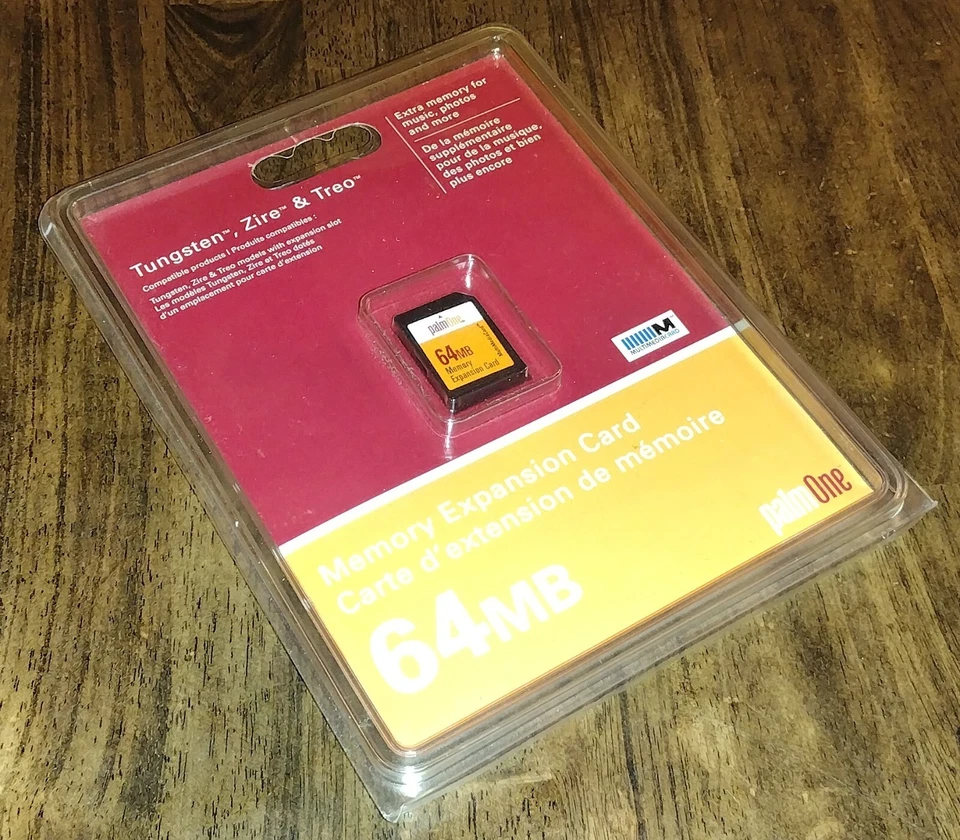 Extra memory for
music, photos
and more
De la mémoire
supplémentaire
pour de la musique,
des photos et bien
plus encore
Tungsten™, Zire™ & Treo™
Compatible products | Produits compatibles :
Tungsten, Zire & Treo models with expansion slot
Les modèles Tungsten, Zire et Treo dotés
d'un emplacement pour carte d'extension
palmOne
64MB
Memory
Expansion Card
MultiMediaCard
M
MULTIMEDIACARD
Memory Expansion Card
Carte d'extension de mémoire
64MB
palmOne